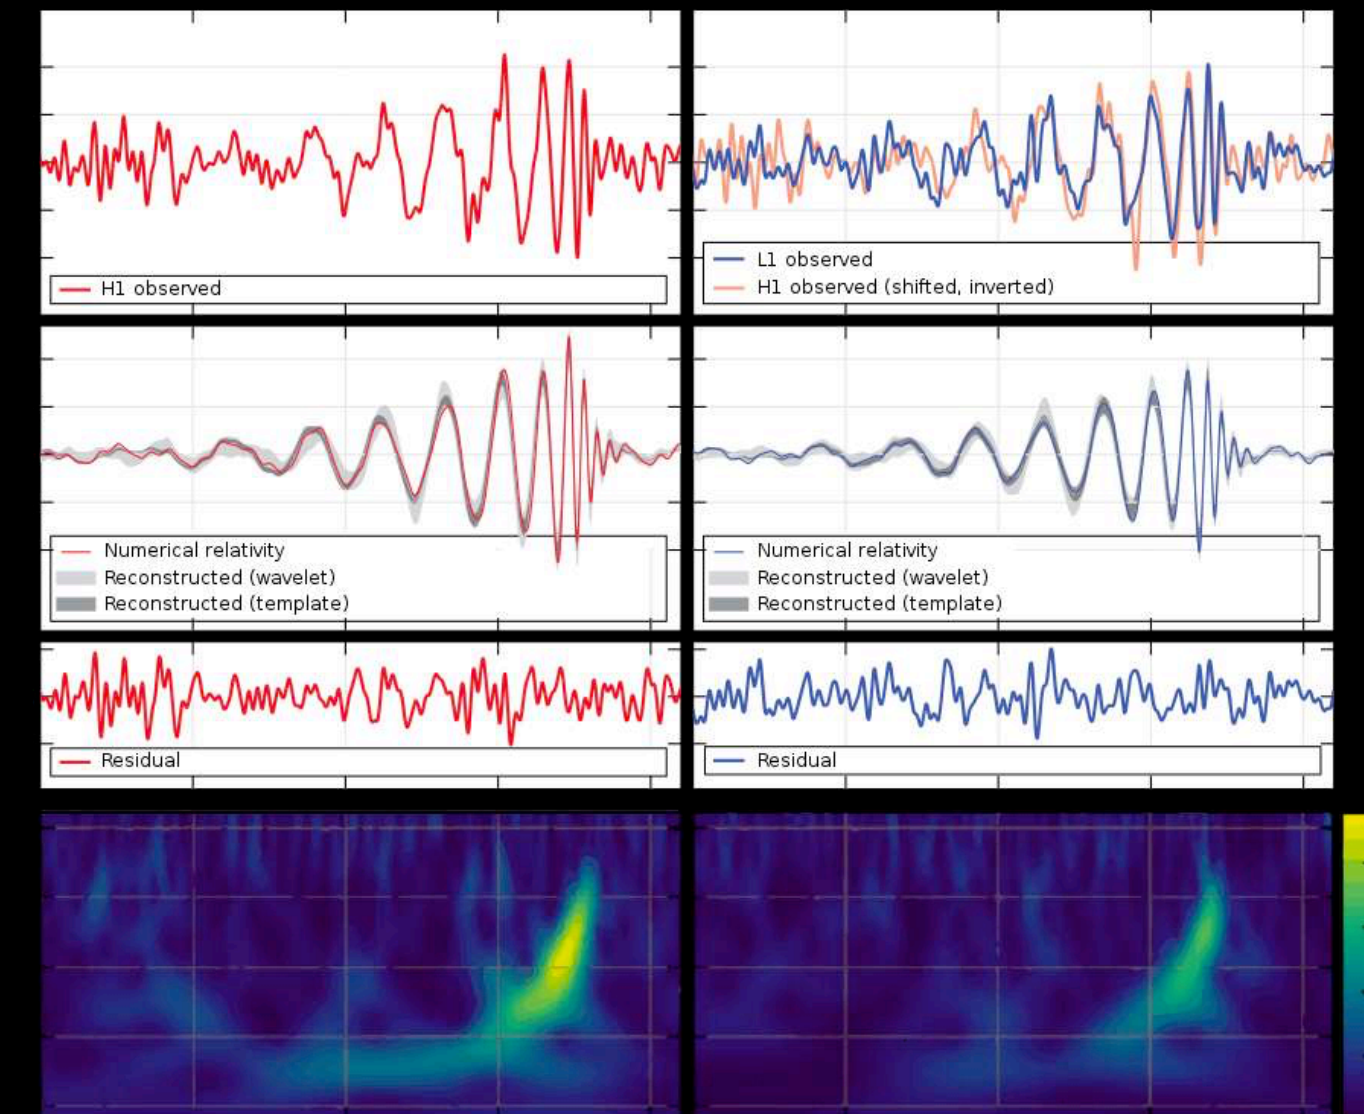 H1 observed
L1 observed
H1 observed (shifted, inverted)
Numerical relativity
Reconstructed (wavelet)
Reconstructed (template)
Numerical relativity
Reconstructed (wavelet)
Reconstructed (template)
Residual
Residual